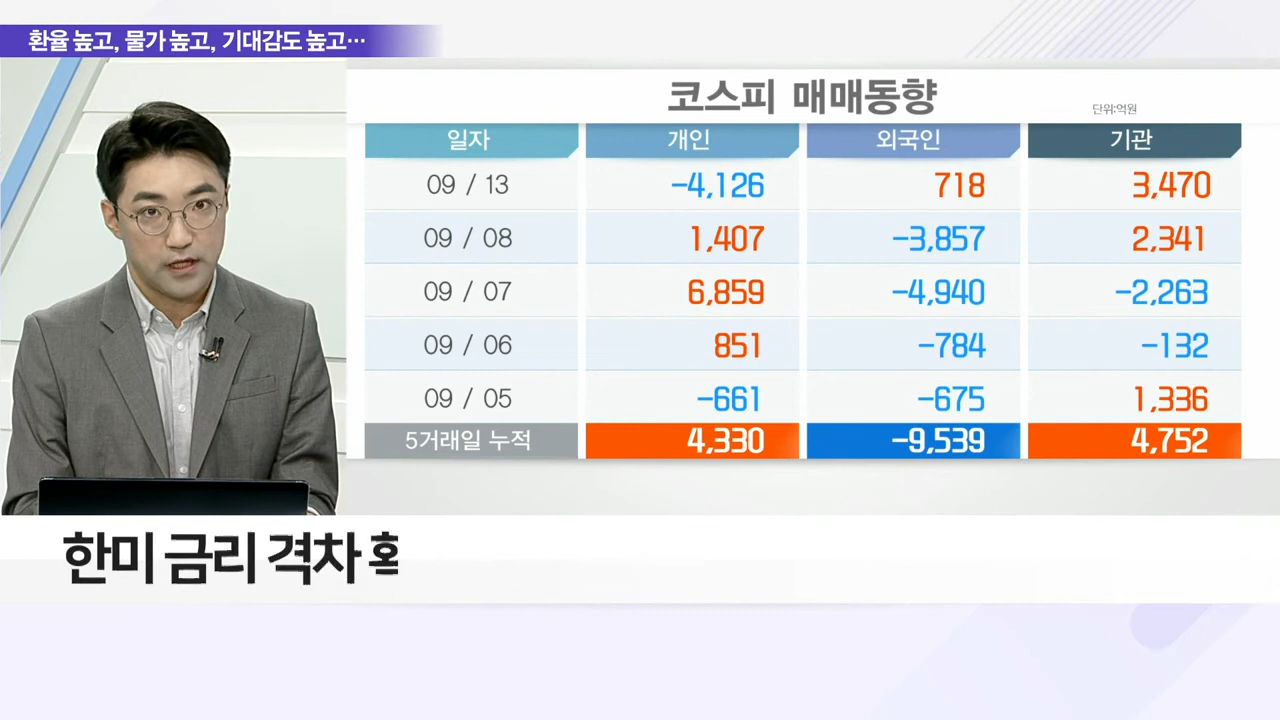 환율 높고, 물가 높고, 기대감도 높고…
코스피 매매동향
단위:억원
일자 개인 외국인 기관
09 / 13 -4,126 718 3,470
09 / 08 1,407 -3,857 2,341
09 / 07 6,859 -4,940 -2,263
09 / 06 851 -784 -132
09 / 05 -661 -675 1,336
5거래일 누적 4,330 -9,539 4,752
한미 금리 격차